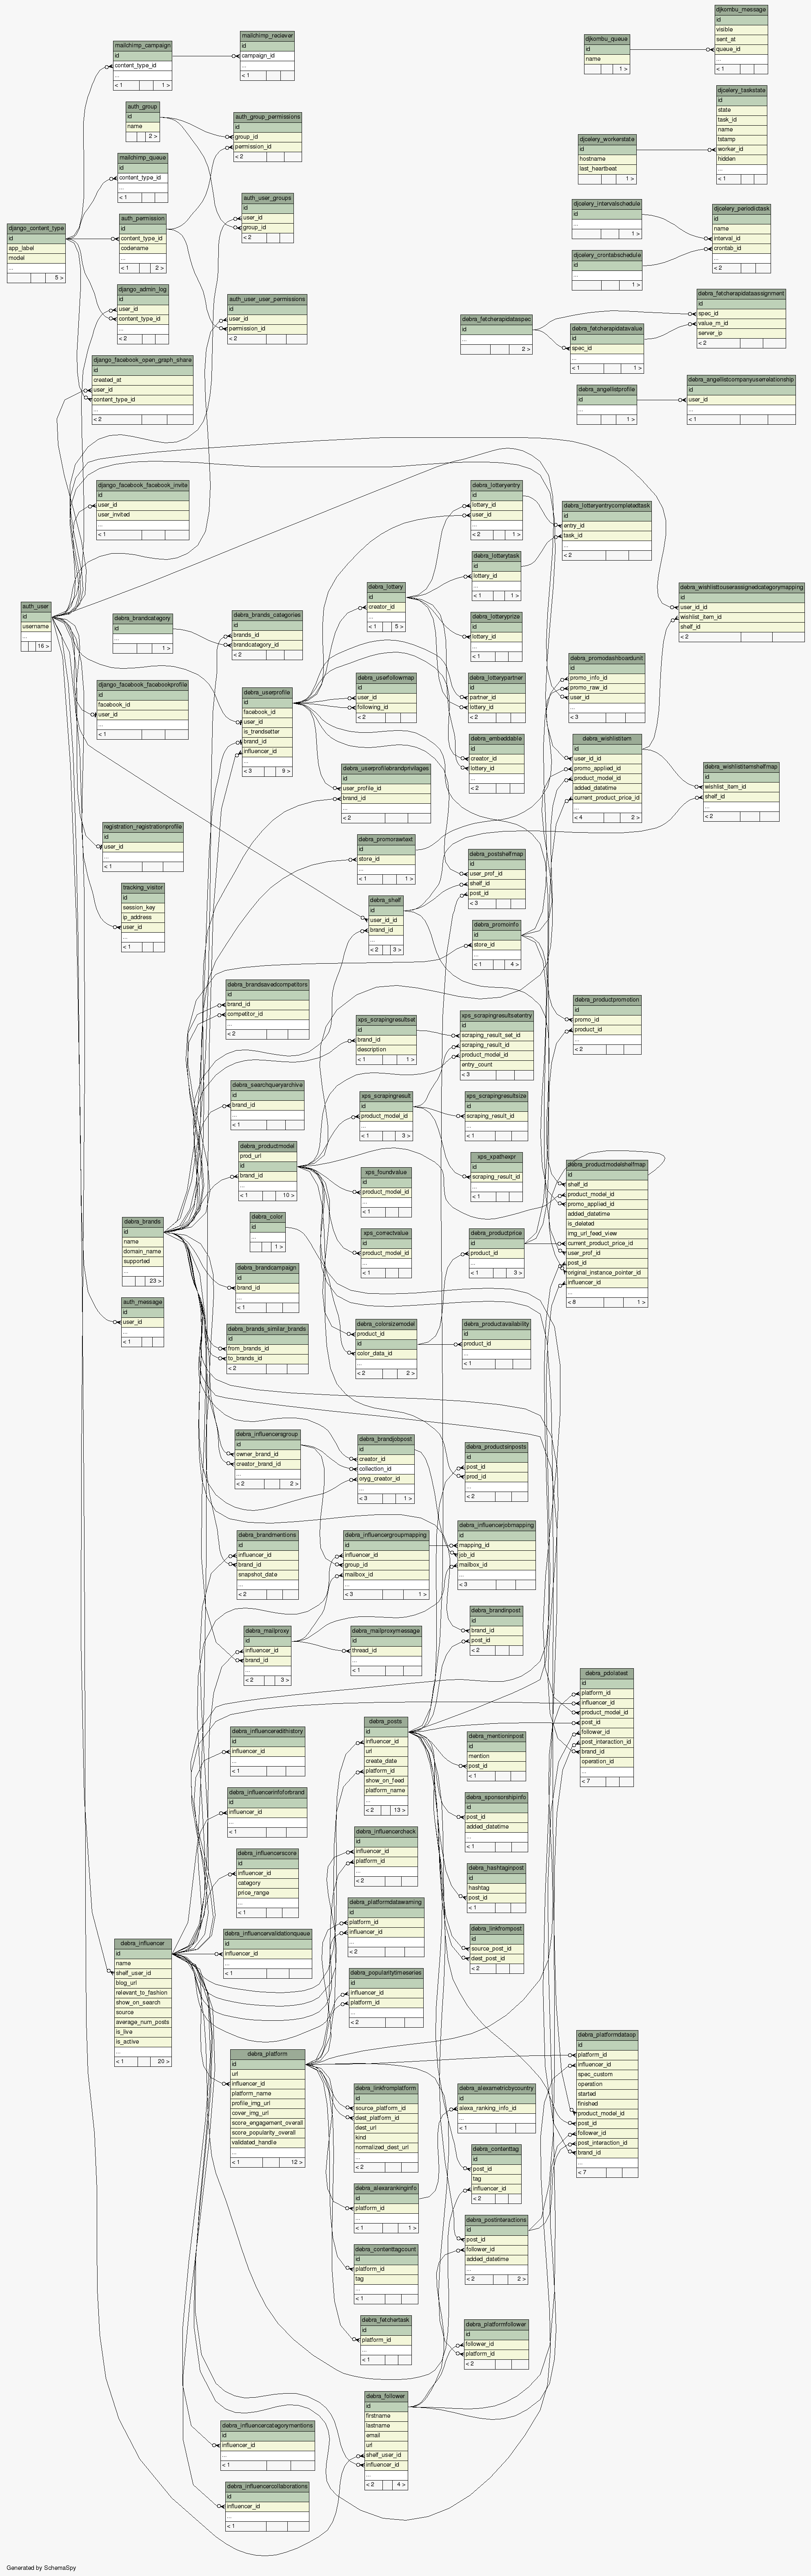 mailchimp_campaign
id
content_type_id
...
< 1 1 >
mailchimp_reciever
id
campaign_id
...
< 1
djkombu_queue
id
name
1 >
djkombu_message
id
visible
sent_at
queue_id
...
< 1
auth_group
id
name
2 >
auth_group_permissions
id
group_id
permission_id
< 2
djcelery_workerstate
id
hostname
last_heartbeat
1 >
djcelery_taskstate
id
state
task_id
name
tstamp
worker_id
hidden
...
< 1
mailchimp_queue
id
content_type_id
...
< 1
auth_user_groups
id
user_id
group_id
< 2
djcelery_intervalschedule
id
...
1 >
djcelery_crontabschedule
id
...
1 >
djcelery_periodictask
id
name
interval_id
crontab_id
...
< 2
django_content_type
id
app_label
model
...
5 >
auth_permission
id
content_type_id
codename
...
< 1 2 >
django_admin_log
id
user_id
content_type_id
...
< 2
auth_user_user_permissions
id
user_id
permission_id
< 2
debra_fetcherapidataspec
id
...
2 >
debra_fetcherapidatavalue
id
spec_id
...
< 1 1 >
debra_fetcherapidataassignment
id
spec_id
value_m_id
server_ip
< 2
django_facebook_open_graph_share
id
created_at
user_id
content_type_id
...
< 2
debra_angellistprofile
id
...
1 >
debra_angellistcompanyuserrelationship
id
user_id
...
< 1
django_facebook_facebook_invite
id
user_id
user_invited
...
< 1
debra_lotteryentry
id
lottery_id
user_id
...
< 2 1 >
debra_lotteryentrycompletedtask
id
entry_id
task_id
...
< 2
debra_lotterytask
id
lottery_id
...
< 1 1 >
auth_user
id
username
...
16 >
debra_brandcategory
id
...
1 >
debra_brands_categories
id
brands_id
brandcategory_id
< 2
debra_lottery
id
creator_id
...
< 1 5 >
debra_lotteryprize
id
lottery_id
...
< 1
debra_wishlisttouserassignedcategorymapping
id
user_id_id
wishlist_item_id
shelf_id
< 2
django_facebook_facebookprofile
id
facebook_id
user_id
...
< 1
debra_userprofile
id
facebook_id
user_id
is_trendsetter
brand_id
influencer_id
...
< 3 9 >
debra_userfollowmap
id
user_id
following_id
< 2
debra_lotterypartner
id
partner_id
lottery_id
< 2
debra_promodashboardunit
id
promo_info_id
promo_raw_id
user_id
...
< 3
debra_embeddable
id
creator_id
lottery_id
...
< 2
debra_wishlistitem
id
user_id_id
promo_applied_id
product_model_id
added_datetime
current_product_price_id
...
< 4 2 >
debra_wishlistitemshelfmap
id
wishlist_item_id
shelf_id
...
< 2
debra_userprofilebrandprivilages
id
user_profile_id
brand_id
...
< 2
registration_registrationprofile
id
user_id
...
< 1
debra_promorawtext
id
store_id
...
< 1 1 >
debra_postshelfmap
id
user_prof_id
shelf_id
post_id
< 3
tracking_visitor
id
session_key
ip_address
user_id
...
< 1
debra_shelf
id
user_id_id
brand_id
...
< 2 3 >
debra_promoinfo
id
store_id
...
< 1 4 >
debra_brandsavedcompetitors
id
brand_id
competitor_id
...
< 2
debra_productpromotion
id
promo_id
product_id
...
< 2
xps_scrapingresultset
id
brand_id
description
< 1 1 >
xps_scrapingresultsetentry
id
scraping_result_set_id
scraping_result_id
product_model_id
entry_count
< 3
debra_searchqueryarchive
id
brand_id
...
< 1
xps_scrapingresult
id
product_model_id
...
< 1 3 >
xps_scrapingresultsize
id
scraping_result_id
...
< 1
debra_productmodel
prod_url
id
brand_id
...
< 1 10 >
xps_foundvalue
id
product_model_id
...
< 1
xps_xpathexpr
id
scraping_result_id
...
< 1
debra_productmodelshelfmap
id
shelf_id
product_model_id
promo_applied_id
added_datetime
is_deleted
img_url_feed_view
current_product_price_id
user_prof_id
post_id
original_instance_pointer_id
influencer_id
...
< 8 1 >
debra_brands
id
name
domain_name
supported
...
23 >
debra_color
id
...
1 >
xps_correctvalue
id
product_model_id
...
< 1
debra_productprice
id
product_id
...
< 1 3 >
debra_brandcampaign
id
brand_id
...
< 1
auth_message
id
user_id
...
< 1
debra_brands_similar_brands
id
from_brands_id
to_brands_id
< 2
debra_colorsizemodel
product_id
id
color_data_id
...
< 2 2 >
debra_productavailability
id
product_id
...
< 1
debra_influencersgroup
id
owner_brand_id
creator_brand_id
...
< 2 2 >
debra_brandjobpost
id
creator_id
collection_id
oryg_creator_id
...
< 3 1 >
debra_productsinposts
id
post_id
prod_id
...
< 2
debra_brandmentions
id
influencer_id
brand_id
snapshot_date
...
< 2
debra_influencergroupmapping
id
influencer_id
group_id
mailbox_id
...
< 3 1 >
debra_influencerjobmapping
id
mapping_id
job_id
mailbox_id
...
< 3
debra_mailproxy
id
influencer_id
brand_id
...
< 2 3 >
debra_mailproxymessage
id
thread_id
...
< 1
debra_brandinpost
id
brand_id
post_id
< 2
debra_pdolatest
id
platform_id
influencer_id
product_model_id
post_id
follower_id
post_interaction_id
brand_id
operation_id
...
< 7
debra_influenceredithistory
id
influencer_id
...
< 1
debra_posts
id
influencer_id
url
create_date
platform_id
show_on_feed
platform_name
...
< 2 13 >
debra_mentioninpost
id
mention
post_id
< 1
debra_influencerinfoforbrand
id
influencer_id
...
< 1
debra_sponsorshipinfo
id
post_id
added_datetime
...
< 1
debra_influencerscore
id
influencer_id
category
price_range
...
< 1
debra_influencercheck
id
influencer_id
platform_id
...
< 2
debra_hashtaginpost
id
hashtag
post_id
< 1
debra_influencer
id
name
shelf_user_id
blog_url
relevant_to_fashion
show_on_search
source
average_num_posts
is_live
is_active
...
< 1 20 >
debra_influencervalidationqueue
id
influencer_id
...
< 1
debra_platformdatawarning
id
platform_id
influencer_id
...
< 2
debra_linkfrompost
id
source_post_id
dest_post_id
< 2
debra_popularitytimeseries
id
influencer_id
platform_id
...
< 2
debra_platform
id
url
influencer_id
platform_name
profile_img_url
cover_img_url
score_engagement_overall
score_popularity_overall
validated_handle
...
< 1 12 >
debra_linkfromplatform
id
source_platform_id
dest_platform_id
dest_url
kind
normalized_dest_url
...
< 2
debra_alexametricbycountry
id
alexa_ranking_info_id
...
< 1
debra_platformdataop
id
platform_id
influencer_id
spec_custom
operation
started
finished
product_model_id
post_id
follower_id
post_interaction_id
brand_id
...
< 7
debra_contenttag
id
post_id
tag
influencer_id
< 2
debra_alexarankinginfo
id
platform_id
...
< 1 1 >
debra_postinteractions
id
post_id
follower_id
added_datetime
...
< 2 2 >
debra_contenttagcount
id
platform_id
tag
...
< 1
debra_fetchertask
id
platform_id
...
< 1
debra_platformfollower
id
follower_id
platform_id
< 2
debra_follower
id
firstname
lastname
email
url
shelf_user_id
influencer_id
...
< 2 4 >
debra_influencercategorymentions
id
influencer_id
...
< 1
debra_influencercollaborations
id
influencer_id
...
< 1
Generated by SchemaSpy